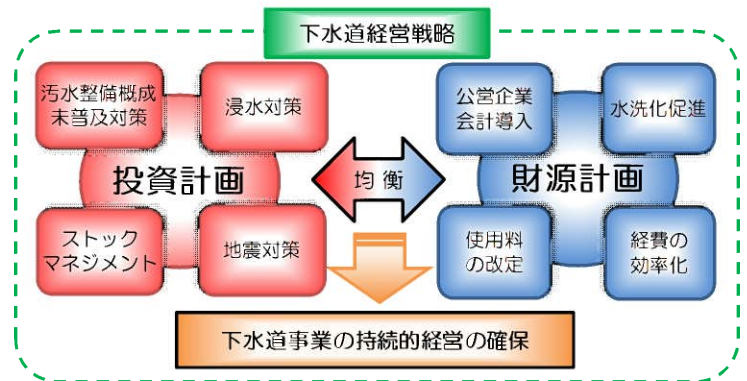 下水道経営戦略
汚水整備概成
未普及対策
浸水対策
投資計画
ストック
マネジメント
地震対策
均衡
公営企業
会計導入
水洗化促進
財源計画
使用料
の改定
経費の
効率化
下水道事業の持続的経営の確保